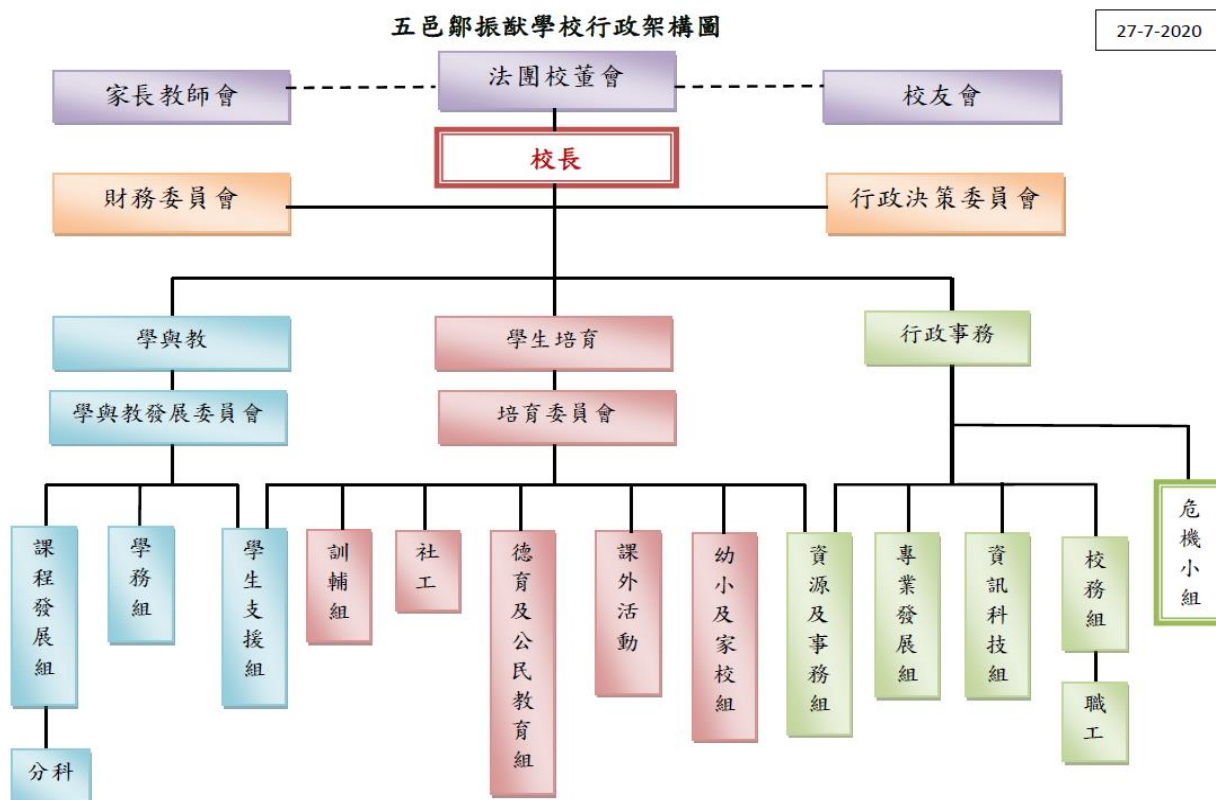 五邑鄒振猷學校行政架構圖
27-7-2020
家長教師會
法團校董會
校友會
校長
財務委員會
行政決策委員會
學與教
學生培育
行政事務
學與教發展委員會
培育委員會
課程發展組
學務組
學生支援組
訓輔組
社工
德育及公民教育組
課外活動
幼小及家校組
資源及事務組
專業發展組
資訊科技組
校務組
危機小組
分科
職工